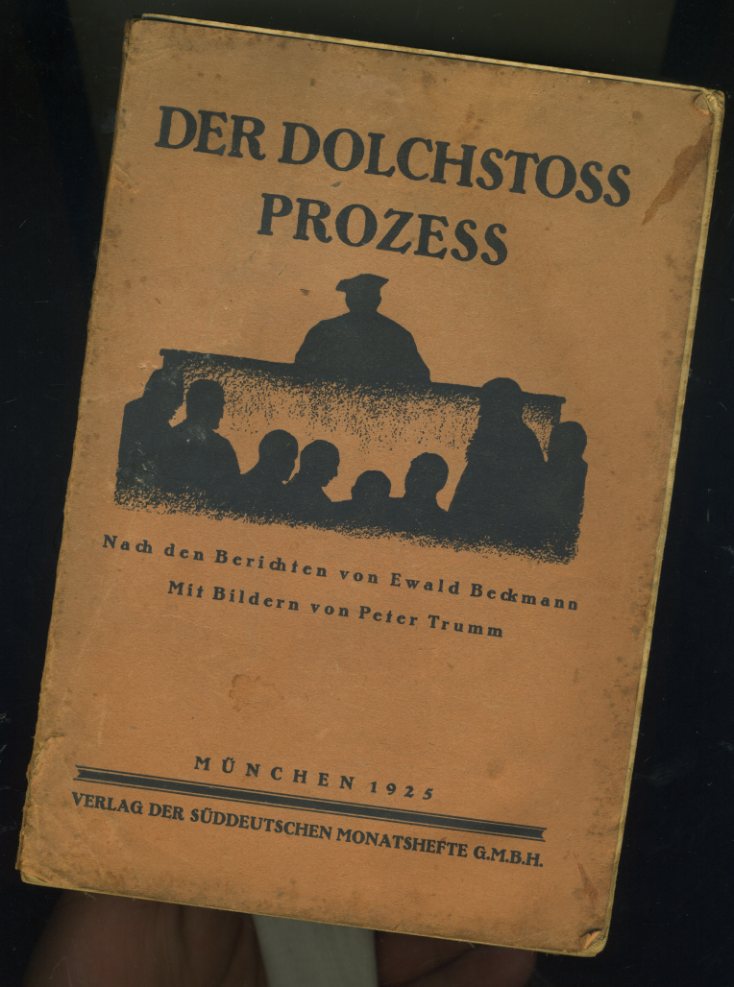 DER DOLCHSTOSS
PROZESS
Nach den Berichten von Ewald Beckmann
Mit Bildern von Peter Trumm
MÜNCHEN 1925
VERLAG DER SÜDDEUTSCHEN MONATSHEFTE G.M.B.H.